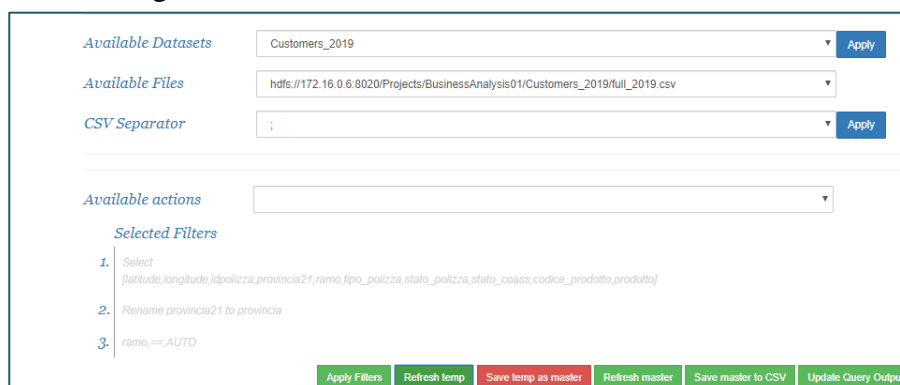 Available Datasets Customers_2019 Apply
Available Files hdfs://172.16.0.6:8020/Projects/BusinessAnalysis01/Customers_2019/full_2019.csv
CSV Separator ; Apply
Available actions
Selected Filters
1. Select
[latitude,longitude,idpolizza,provincia21,ramo,tipo_polizza,stato_polizza,stato_coass,codice_prodotto,prodotto]
2. Rename provincia21 to provincia
3. ramo,==,AUTO
Apply Filters Refresh temp Save temp as master Refresh master Save master to CSV Update Query Outpu